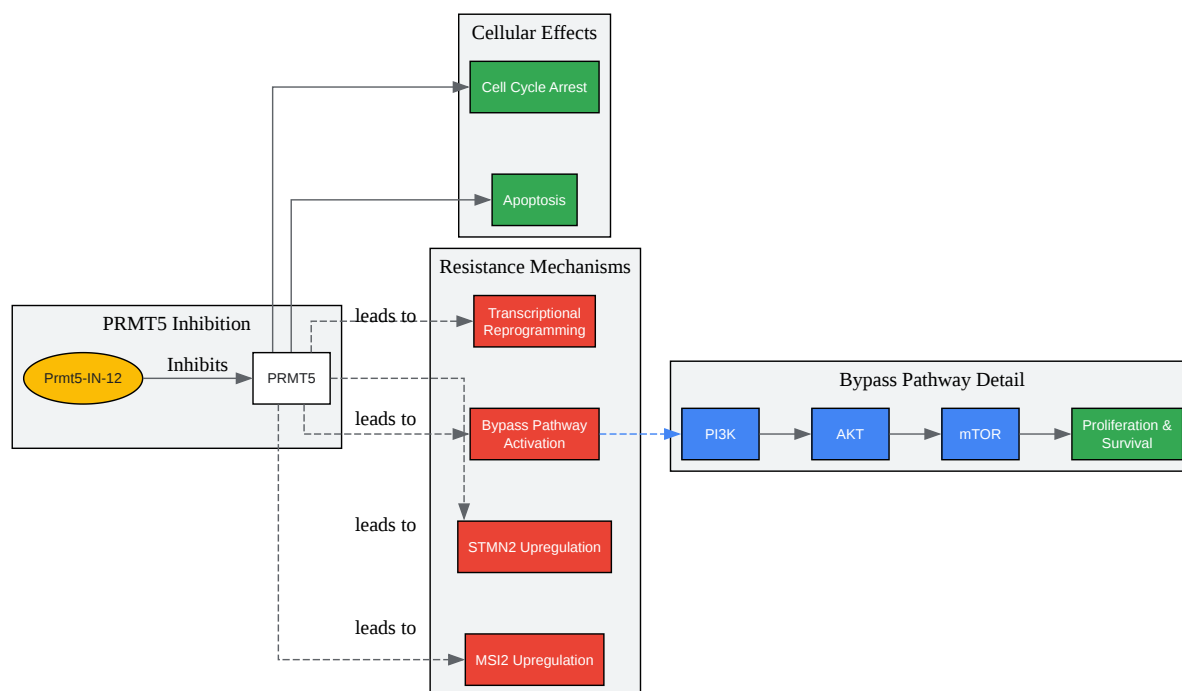 Cellular Effects
Cell Cycle Arrest
Apoptosis
Resistance Mechanisms
Transcriptional
Reprogramming
leads to
PRMT5 Inhibition
Prmt5-IN-12
Inhibits
PRMT5
leads to
Bypass Pathway
Activation
Bypass Pathway Detail
PI3K
AKT
mTOR
Proliferation &
Survival
leads to
STMN2 Upregulation
leads to
MSI2 Upregulation